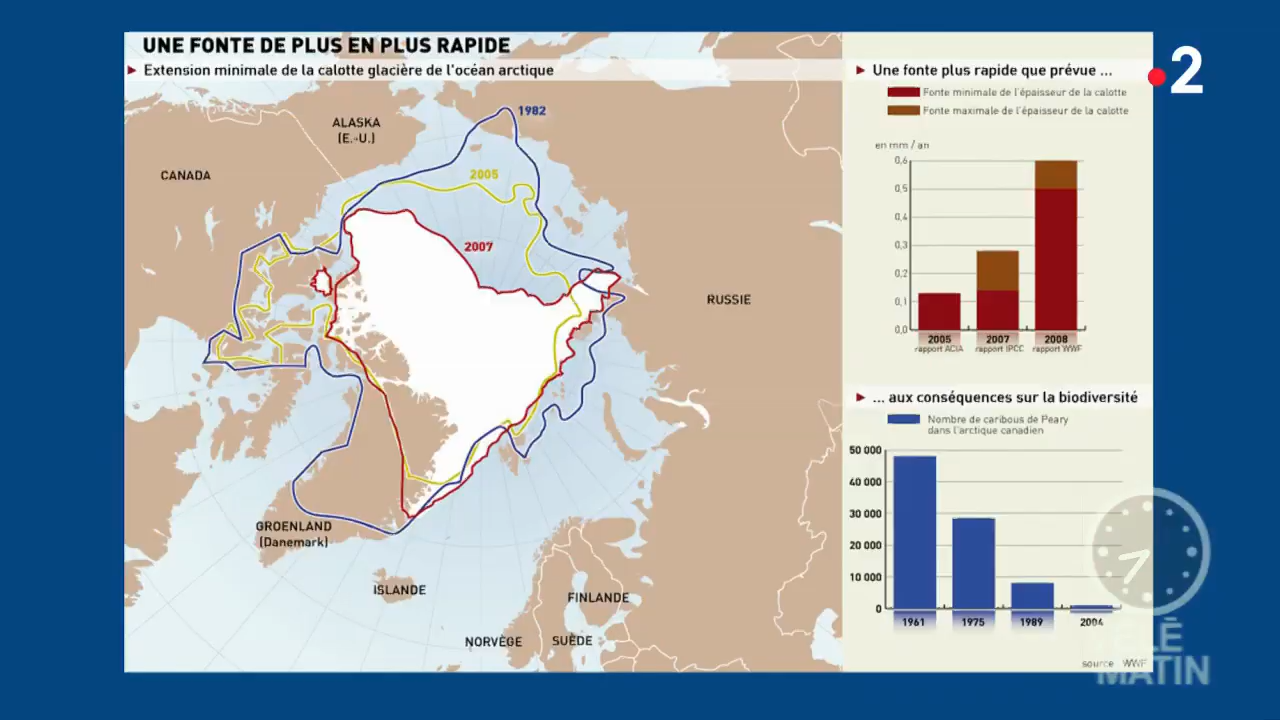 UNE FONTE DE PLUS EN PLUS RAPIDE
Extension minimale de la calotte glacière de l'océan arctique
1982
ALASKA
(E.-U.)
CANADA
2005
2007
RUSSIE
GROENLAND
(Danemark)
ISLANDE
FINLANDE
NORVÈGE
SUÈDE
Une fonte plus rapide que prévue ...
2
Fonte minimale de l'épaisseur de la calotte
Fonte maximale de l'épaisseur de la calotte
en mm / an
0,6
0,5
0,4
0,3
0,2
0,1
0,0
2005
2007
2008
rapport ACIA
rapport IPCC
rapport WWF
... aux conséquences sur la biodiversité
Nombre de caribous de Peary
dans l'arctique canadien
50 000
40 000
30 000
20 000
10 000
0
1961
1975
1989
2004
source WWF
TÉLÉ
MATIN